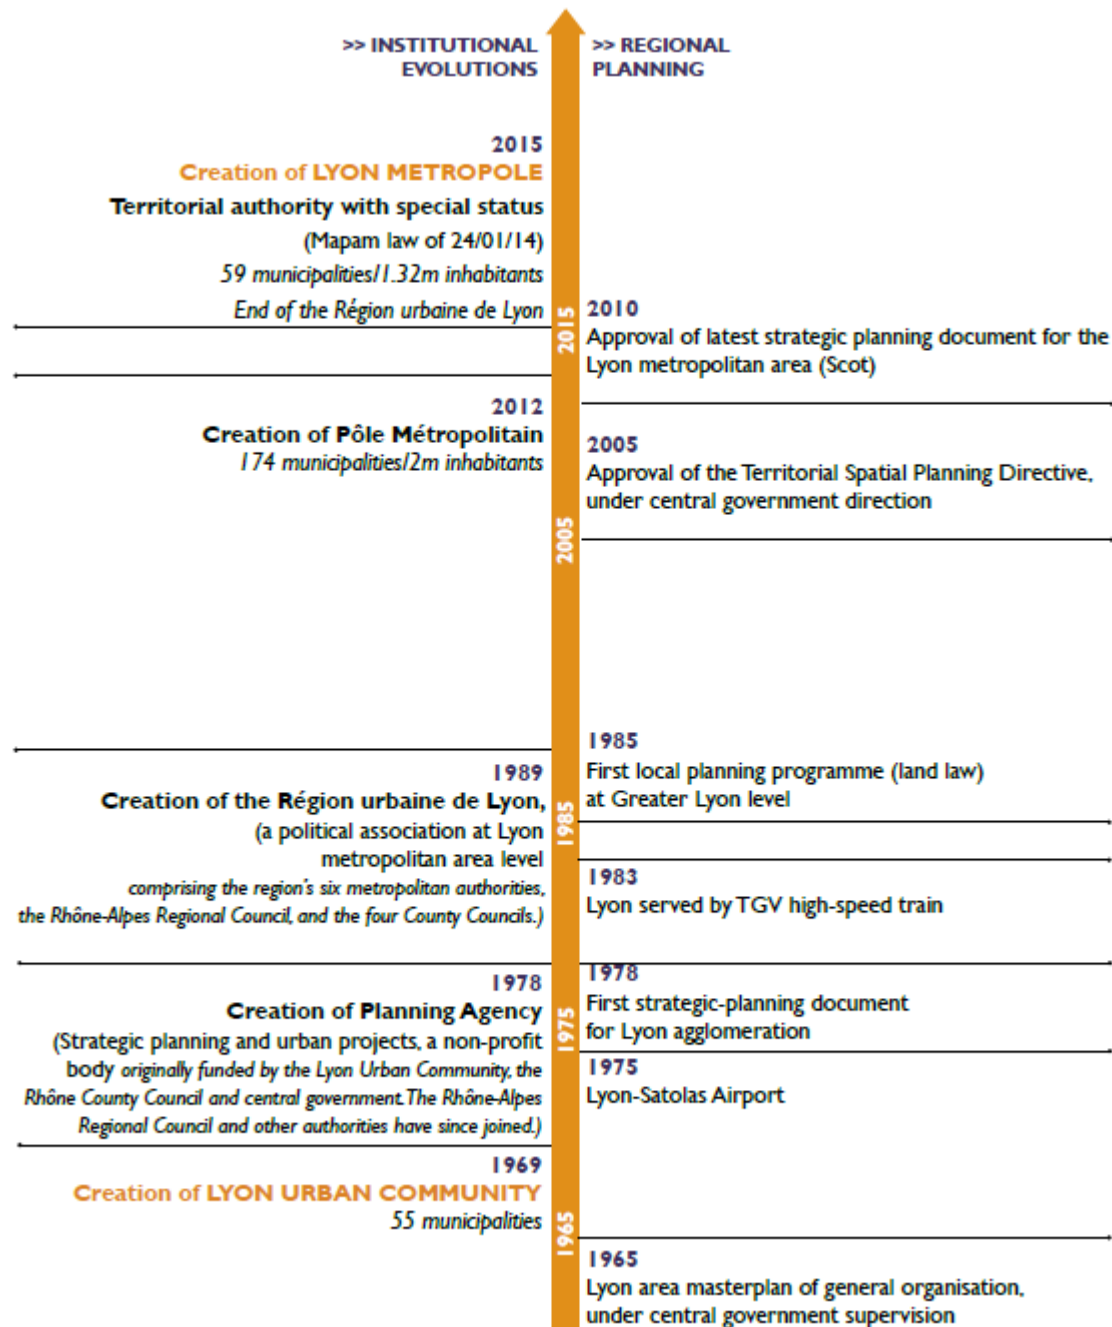 >> INSTITUTIONAL
EVOLUTIONS
2015
Creation of LYON METROPOLE
Territorial authority with special status
(Mapam law of 24/01/14)
59 municipalities/1.32m inhabitants
End of the Région urbaine de Lyon
2012
Creation of Pôle Métropolitain
174 municipalities/2m inhabitants
1989
Creation of the Région urbaine de Lyon,
(a political association at Lyon
metropolitan area level
comprising the region's six metropolitan authorities,
the Rhône-Alpes Regional Council, and the four County Councils.)
1978
Creation of Planning Agency
(Strategic planning and urban projects, a non-profit
body originally funded by the Lyon Urban Community, the
Rhône County Council and central government. The Rhône-Alpes
Regional Council and other authorities have since joined.)
1969
Creation of LYON URBAN COMMUNITY
55 municipalities
2015
2005
1985
1975
1965
>> REGIONAL
PLANNING
2010
Approval of latest strategic planning document for the
Lyon metropolitan area (Scot)
2005
Approval of the Territorial Spatial Planning Directive,
under central government direction
1985
First local planning programme (land law)
at Greater Lyon level
1983
Lyon served by TGV high-speed train
1978
First strategic-planning document
for Lyon agglomeration
1975
Lyon-Satolas Airport
1965
Lyon area masterplan of general organisation,
under central government supervision